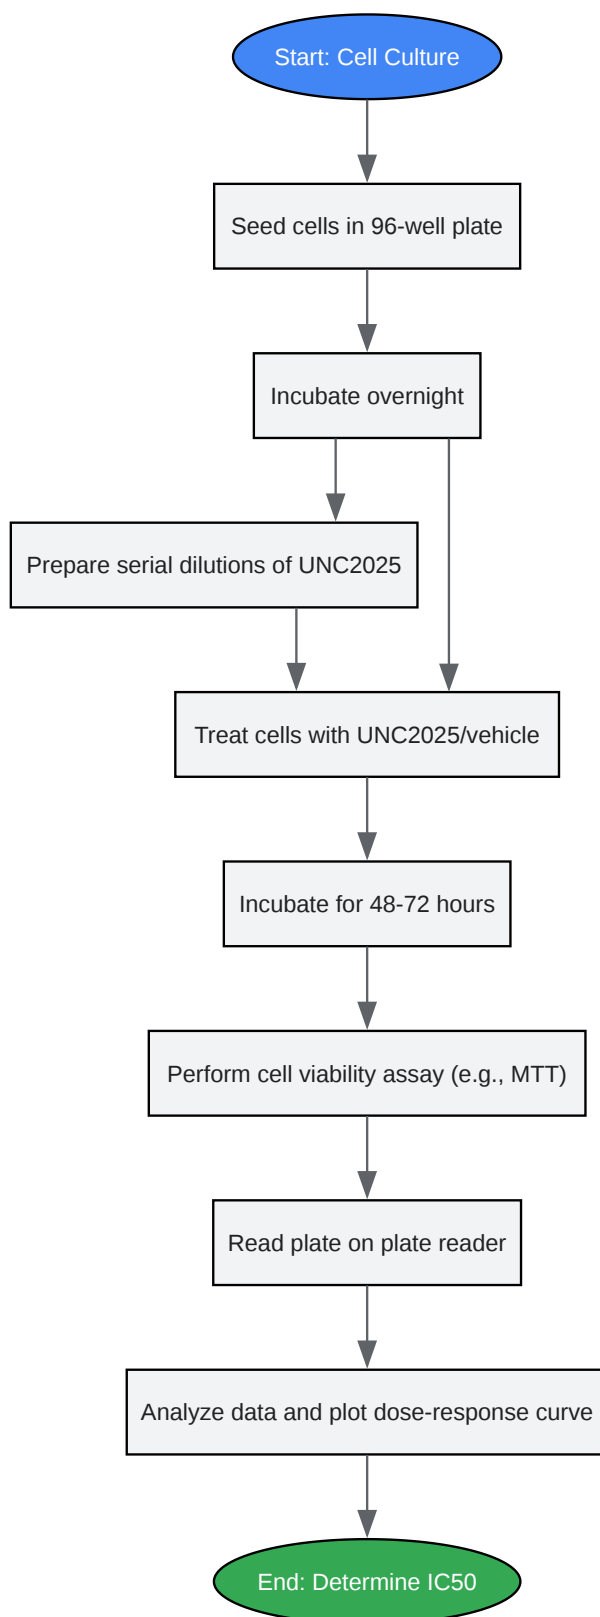 Start: Cell Culture
Seed cells in 96-well plate
Incubate overnight
Prepare serial dilutions of UNC2025
Treat cells with UNC2025/vehicle
Incubate for 48-72 hours
Perform cell viability assay (e.g., MTT)
Read plate on plate reader
Analyze data and plot dose-response curve
End: Determine IC50